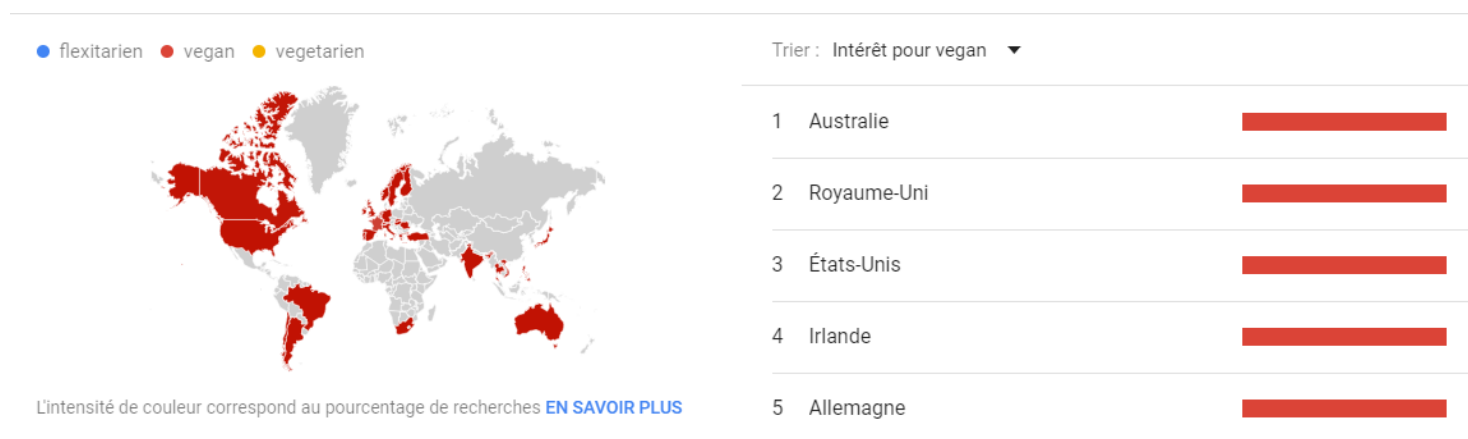 flexitarien vegan vegetarien
Trier : Intérêt pour vegan
1 Australie
2 Royaume-Uni
3 États-Unis
4 Irlande
5 Allemagne
L'intensité de couleur correspond au pourcentage de recherches EN SAVOIR PLUS